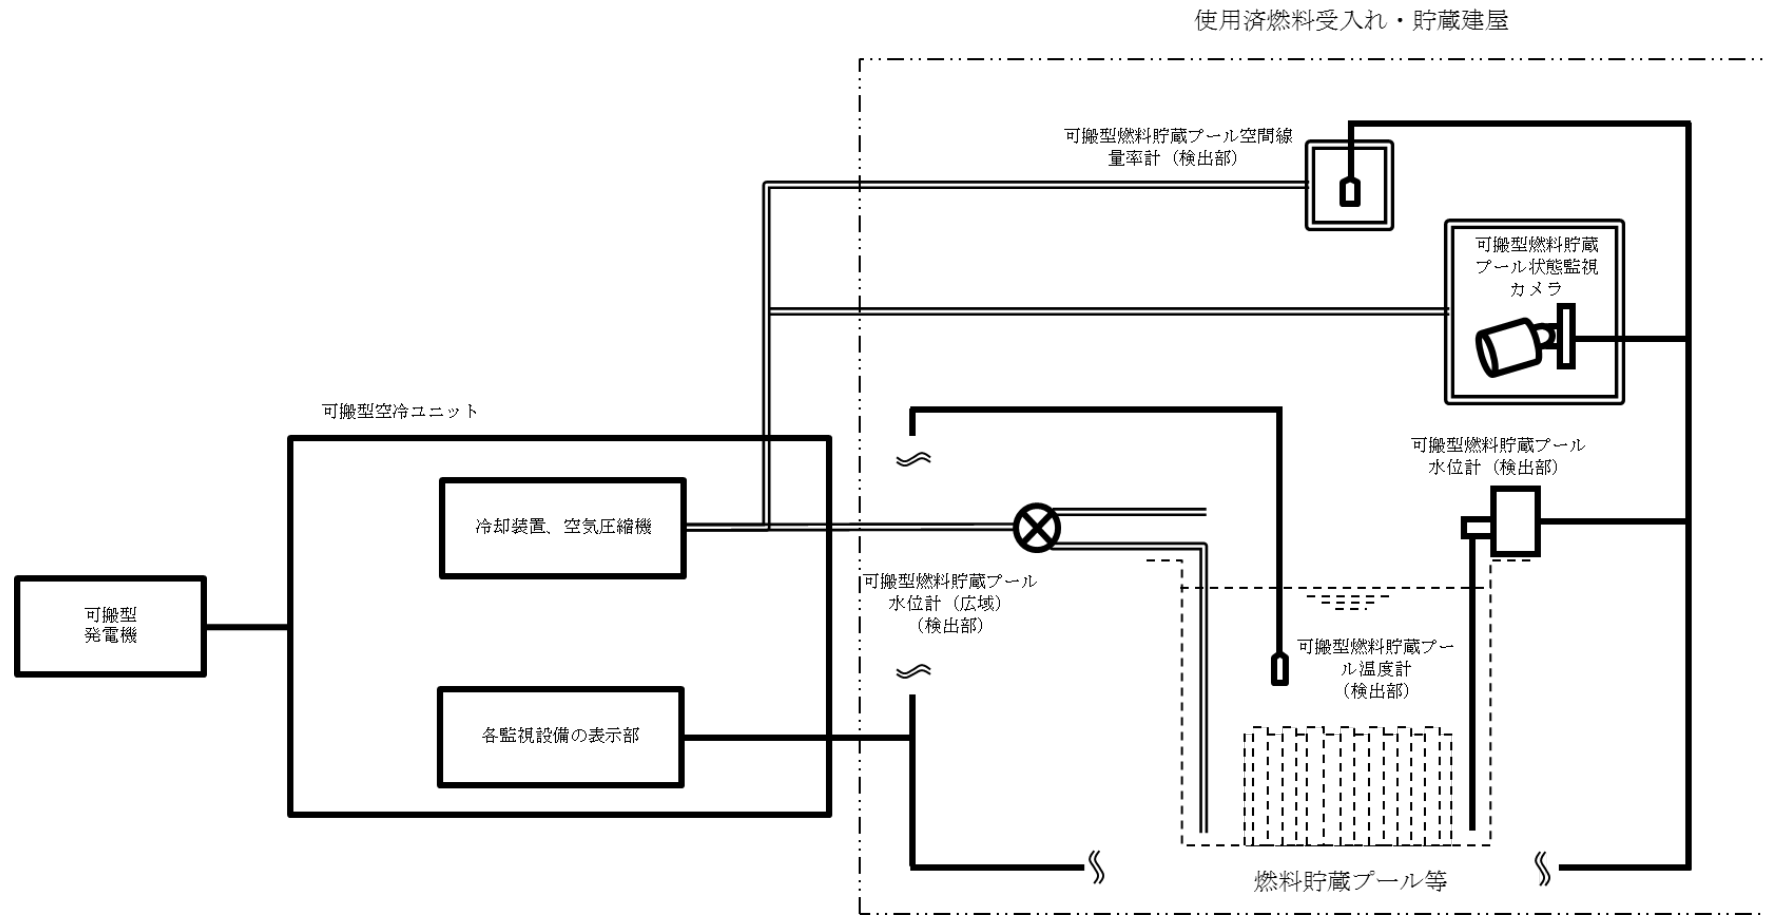 使用済燃料受入れ・貯蔵建屋
可搬型燃料貯蔵プール空間線
量率計（検出部）
可搬型燃料貯蔵
プール状態監視
カメラ
可搬型空冷ユニット
可搬型燃料貯蔵プール
水位計（検出部）
冷却装置、空気圧縮機
可搬型燃料貯蔵プール
水位計（広域）
（検出部）
可搬型
発電機
可搬型燃料貯蔵プー
ル温度計
（検出部）
各監視設備の表示部
燃料貯蔵プール等